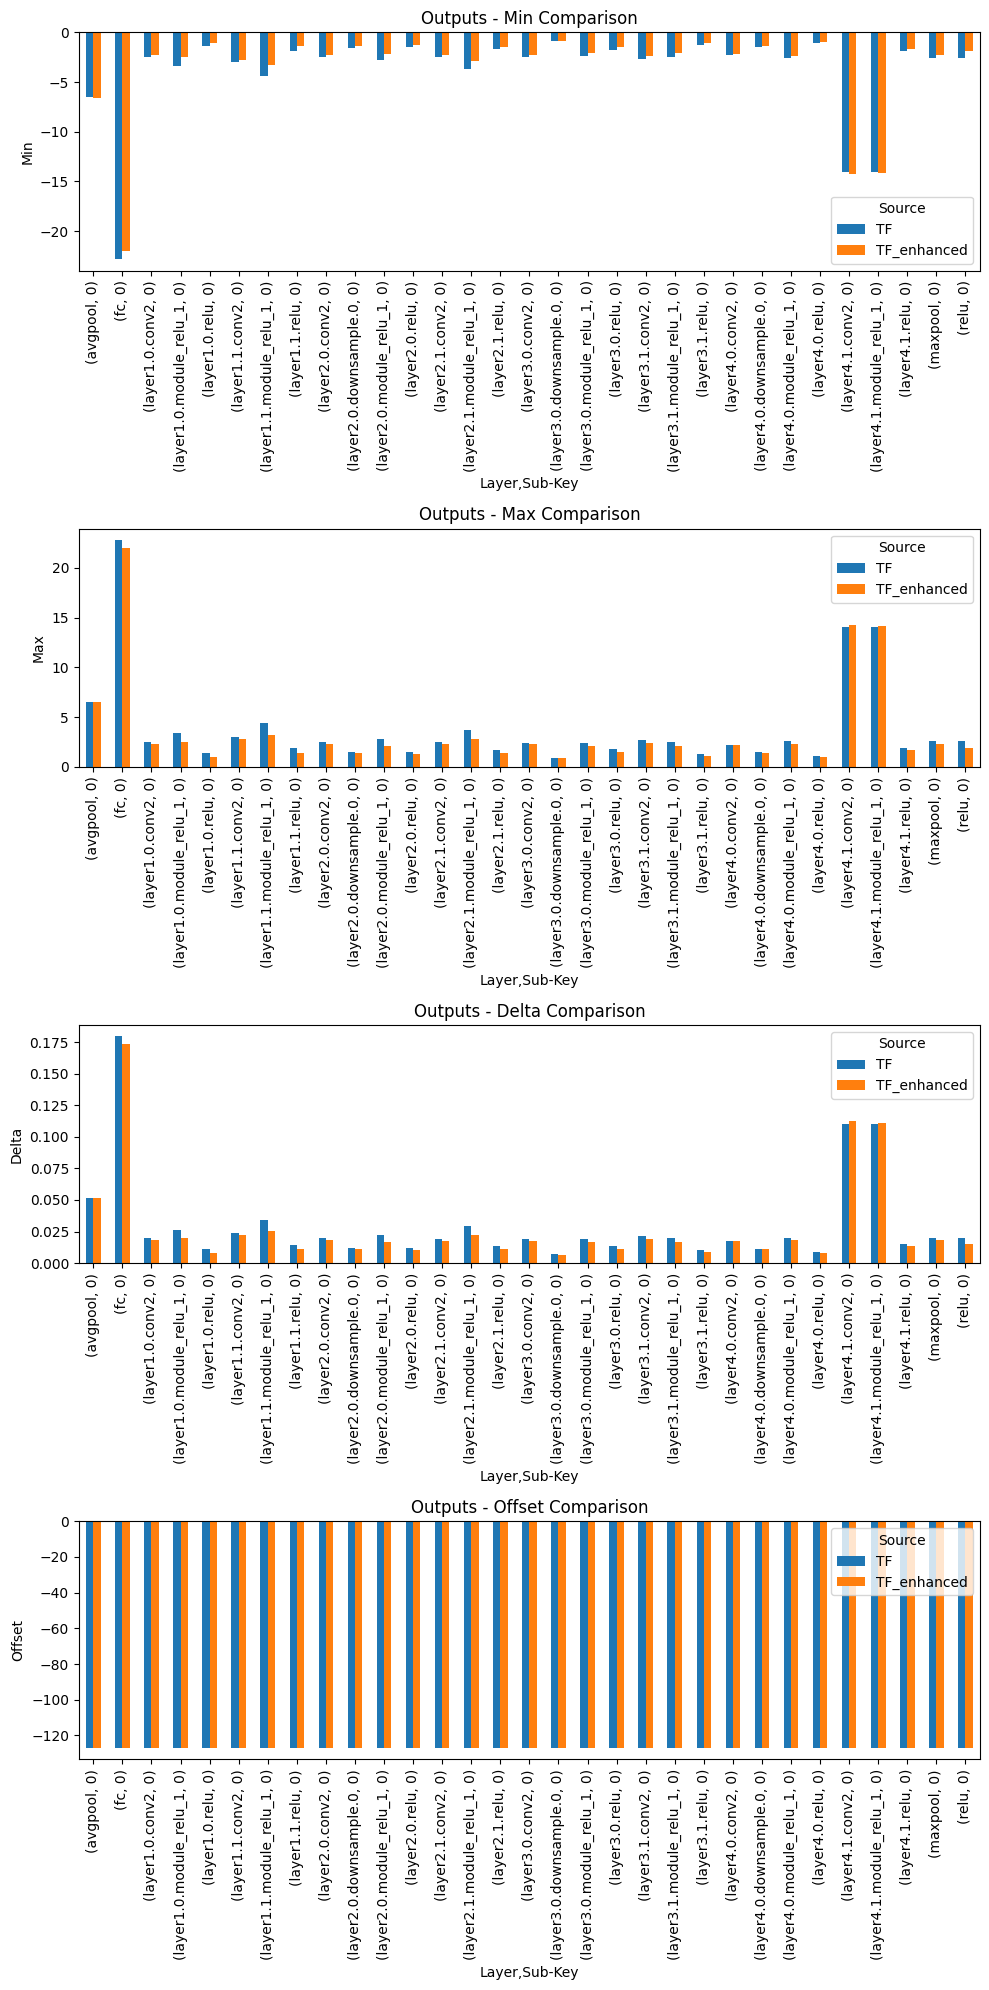 Outputs - Min Comparison
0
−5
−10
−15
−20
Min
Source
TF
TF_enhanced
(avgpool, 0)
(fc, 0)
(layer1.0.conv2, 0)
(layer1.0.module_relu_1, 0)
(layer1.0.relu, 0)
(layer1.1.conv2, 0)
(layer1.1.module_relu_1, 0)
(layer1.1.relu, 0)
(layer2.0.conv2, 0)
(layer2.0.downsample.0, 0)
(layer2.0.module_relu_1, 0)
(layer2.0.relu, 0)
(layer2.1.conv2, 0)
(layer2.1.module_relu_1, 0)
(layer2.1.relu, 0)
(layer3.0.conv2, 0)
(layer3.0.downsample.0, 0)
(layer3.0.module_relu_1, 0)
(layer3.0.relu, 0)
(layer3.1.conv2, 0)
(layer3.1.module_relu_1, 0)
(layer3.1.relu, 0)
(layer4.0.conv2, 0)
(layer4.0.downsample.0, 0)
(layer4.0.module_relu_1, 0)
(layer4.0.relu, 0)
(layer4.1.conv2, 0)
(layer4.1.module_relu_1, 0)
(layer4.1.relu, 0)
(maxpool, 0)
(relu, 0)
Layer,Sub-Key
Outputs - Max Comparison
20
15
10
5
0
Max
Source
TF
TF_enhanced
(avgpool, 0)
(fc, 0)
(layer1.0.conv2, 0)
(layer1.0.module_relu_1, 0)
(layer1.0.relu, 0)
(layer1.1.conv2, 0)
(layer1.1.module_relu_1, 0)
(layer1.1.relu, 0)
(layer2.0.conv2, 0)
(layer2.0.downsample.0, 0)
(layer2.0.module_relu_1, 0)
(layer2.0.relu, 0)
(layer2.1.conv2, 0)
(layer2.1.module_relu_1, 0)
(layer2.1.relu, 0)
(layer3.0.conv2, 0)
(layer3.0.downsample.0, 0)
(layer3.0.module_relu_1, 0)
(layer3.0.relu, 0)
(layer3.1.conv2, 0)
(layer3.1.module_relu_1, 0)
(layer3.1.relu, 0)
(layer4.0.conv2, 0)
(layer4.0.downsample.0, 0)
(layer4.0.module_relu_1, 0)
(layer4.0.relu, 0)
(layer4.1.conv2, 0)
(layer4.1.module_relu_1, 0)
(layer4.1.relu, 0)
(maxpool, 0)
(relu, 0)
Layer,Sub-Key
Outputs - Delta Comparison
0.175
0.150
0.125
0.100
0.075
0.050
0.025
0.000
Delta
Source
TF
TF_enhanced
(avgpool, 0)
(fc, 0)
(layer1.0.conv2, 0)
(layer1.0.module_relu_1, 0)
(layer1.0.relu, 0)
(layer1.1.conv2, 0)
(layer1.1.module_relu_1, 0)
(layer1.1.relu, 0)
(layer2.0.conv2, 0)
(layer2.0.downsample.0, 0)
(layer2.0.module_relu_1, 0)
(layer2.0.relu, 0)
(layer2.1.conv2, 0)
(layer2.1.module_relu_1, 0)
(layer2.1.relu, 0)
(layer3.0.conv2, 0)
(layer3.0.downsample.0, 0)
(layer3.0.module_relu_1, 0)
(layer3.0.relu, 0)
(layer3.1.conv2, 0)
(layer3.1.module_relu_1, 0)
(layer3.1.relu, 0)
(layer4.0.conv2, 0)
(layer4.0.downsample.0, 0)
(layer4.0.module_relu_1, 0)
(layer4.0.relu, 0)
(layer4.1.conv2, 0)
(layer4.1.module_relu_1, 0)
(layer4.1.relu, 0)
(maxpool, 0)
(relu, 0)
Layer,Sub-Key
Outputs - Offset Comparison
0
−20
−40
−60
−80
−100
−120
Offset
Source
TF
TF_enhanced
(avgpool, 0)
(fc, 0)
(layer1.0.conv2, 0)
(layer1.0.module_relu_1, 0)
(layer1.0.relu, 0)
(layer1.1.conv2, 0)
(layer1.1.module_relu_1, 0)
(layer1.1.relu, 0)
(layer2.0.conv2, 0)
(layer2.0.downsample.0, 0)
(layer2.0.module_relu_1, 0)
(layer2.0.relu, 0)
(layer2.1.conv2, 0)
(layer2.1.module_relu_1, 0)
(layer2.1.relu, 0)
(layer3.0.conv2, 0)
(layer3.0.downsample.0, 0)
(layer3.0.module_relu_1, 0)
(layer3.0.relu, 0)
(layer3.1.conv2, 0)
(layer3.1.module_relu_1, 0)
(layer3.1.relu, 0)
(layer4.0.conv2, 0)
(layer4.0.downsample.0, 0)
(layer4.0.module_relu_1, 0)
(layer4.0.relu, 0)
(layer4.1.conv2, 0)
(layer4.1.module_relu_1, 0)
(layer4.1.relu, 0)
(maxpool, 0)
(relu, 0)
Layer,Sub-Key